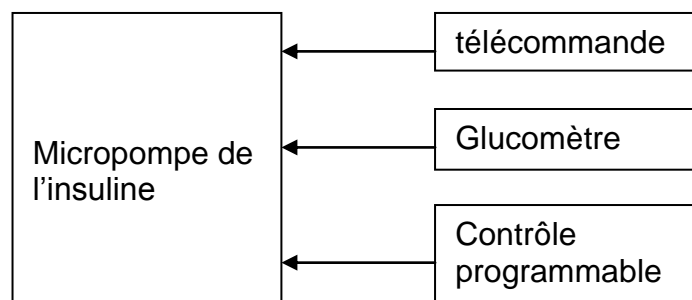 télécommande
Glucomètre
Micropompe de
l'insuline
Contrôle
programmable